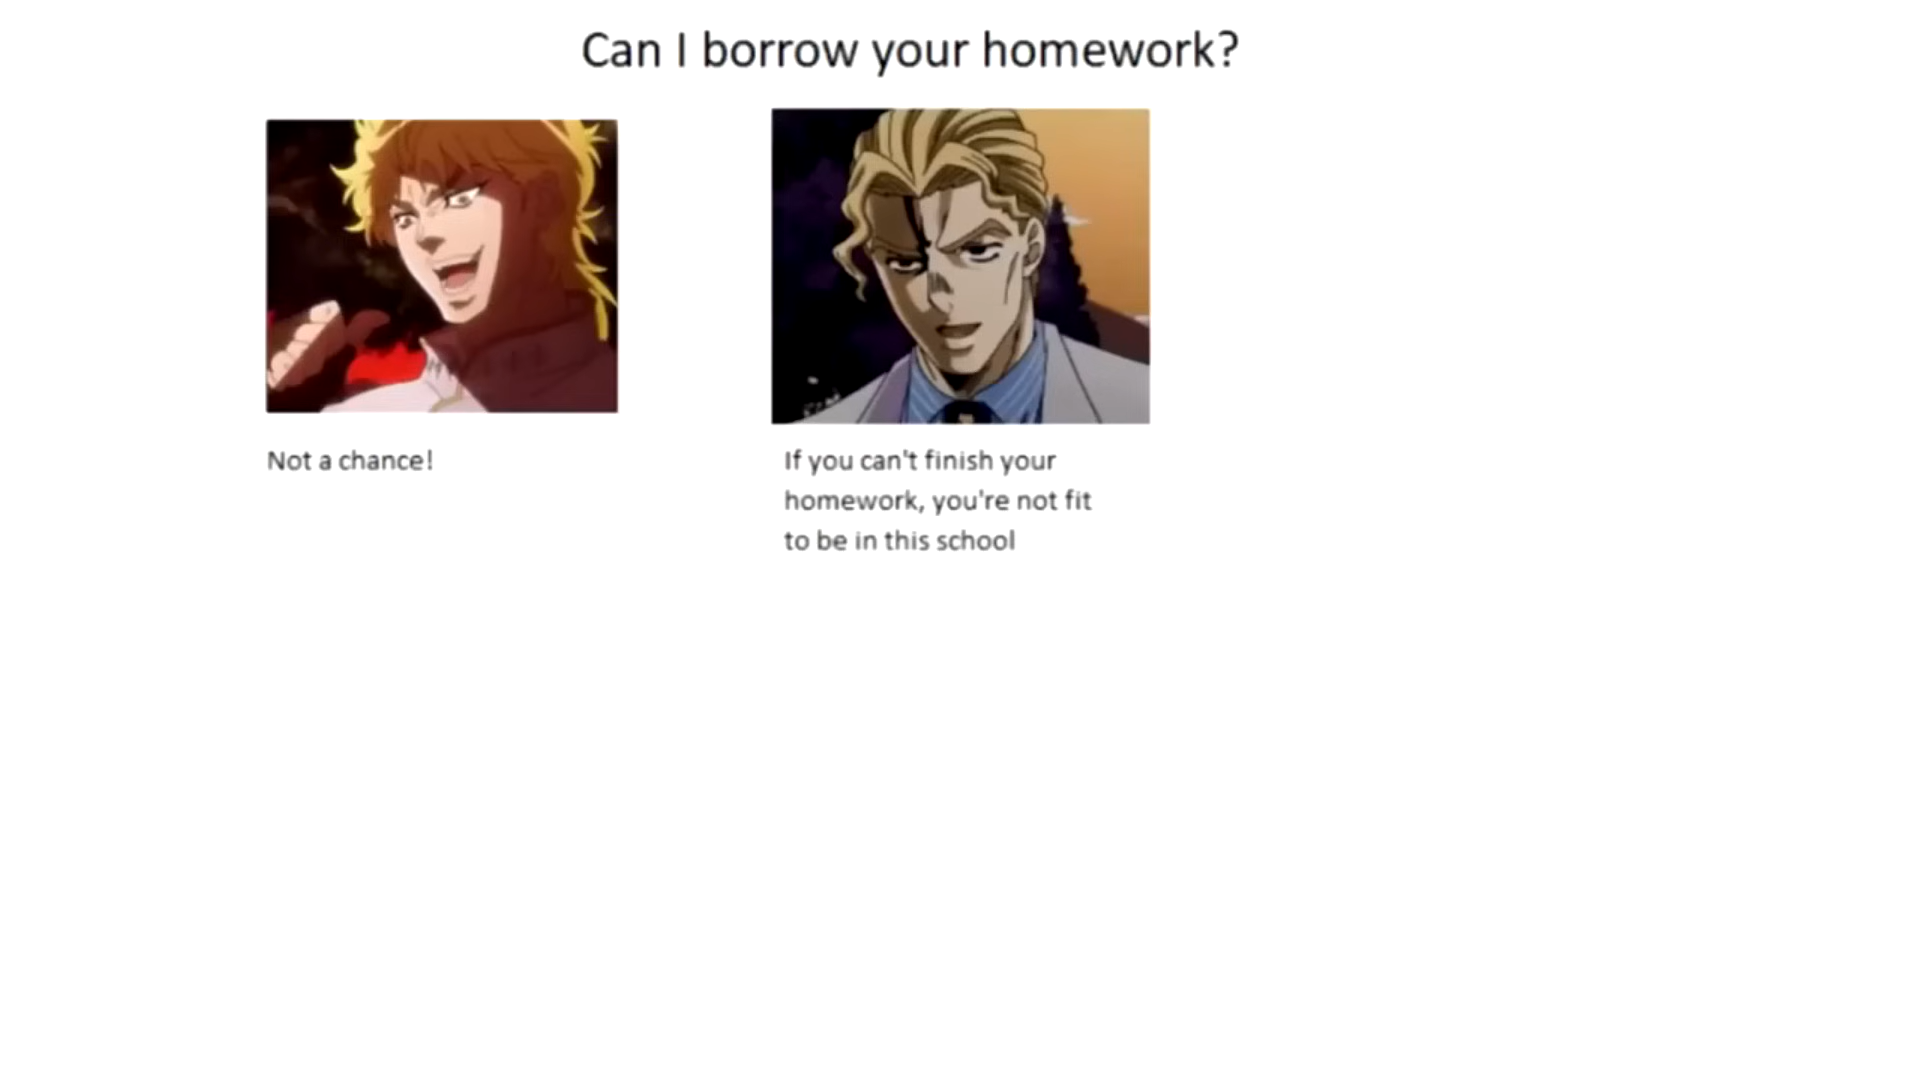 Can I borrow your homework?
Not a chance!
If you can't finish your
homework, you're not fit
to be in this school